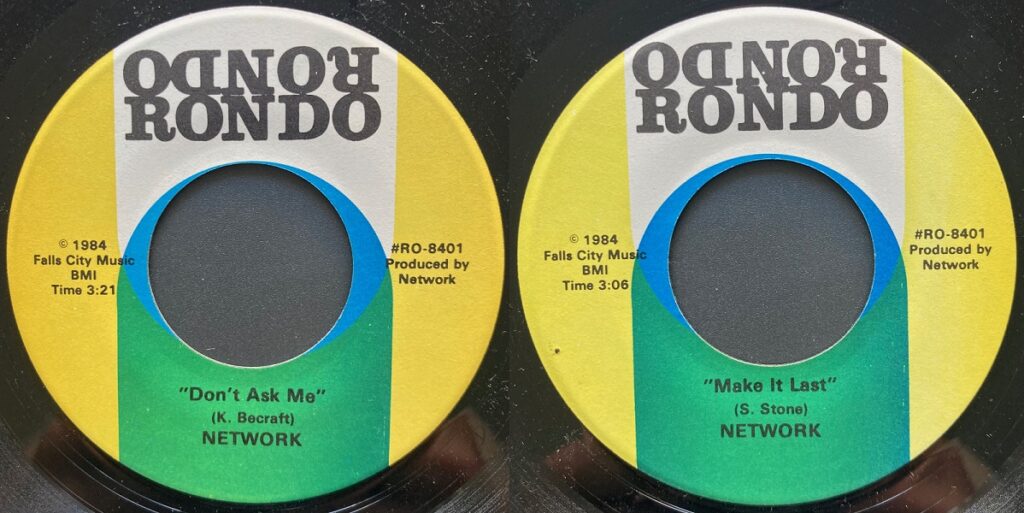 RONDO
RONDO
© 1984
Falls City Music
BMI
Time 3:21
#RO-8401
Produced by
Network
"Don't Ask Me"
(K. Becraft)
NETWORK
RONDO
RONDO
© 1984
Falls City Music
BMI
Time 3:06
#RO-8401
Produced by
Network
"Make It Last"
(S. Stone)
NETWORK